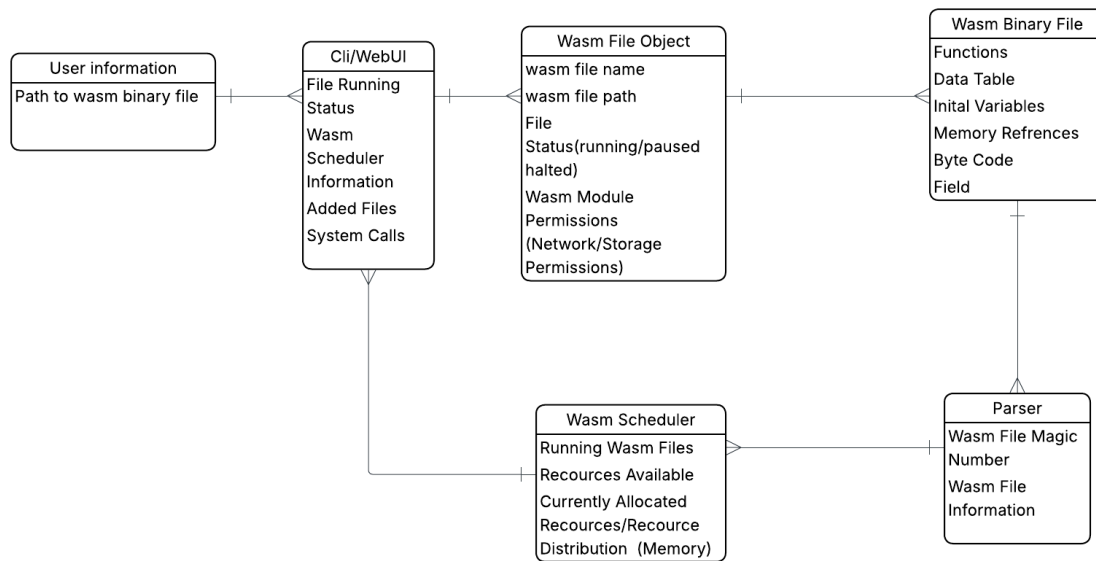 User information
Path to wasm binary file
Cli/WebUI
File Running
Status
Wasm
Scheduler
Information
Added Files
System Calls
Wasm File Object
wasm file name
wasm file path
File
Status(running/paused
halted)
Wasm Module
Permissions
(Network/Storage
Permissions)
Wasm Binary File
Functions
Data Table
Inital Variables
Memory Refrences
Byte Code
Field
Wasm Scheduler
Running Wasm Files
Recources Available
Currently Allocated
Recources/Recource
Distribution (Memory)
Parser
Wasm File Magic
Number
Wasm File
Information